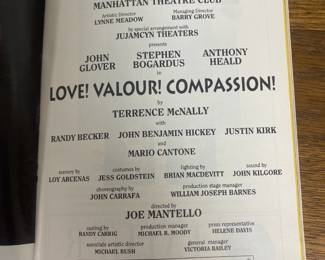 MANHATTAN THEATRE CLUB
Artistic Director Managing Director
LYNNE MEADOW BARRY GROVE
by special arrangement with
JUJAMCYN THEATERS
presents
JOHN STEPHEN ANTHONY
GLOVER BOGARDUS HEALD
in
LOVE! VALOUR! COMPASSION!
by
TERRENCE McNALLY
with
RANDY BECKER JOHN BENJAMIN HICKEY JUSTIN KIRK
and
MARIO CANTONE
scenery by costumes by lighting by sound by
LOY ARCENAS JESS GOLDSTEIN BRIAN MACDEVITT JOHN KILGORE
choreography by production stage manager
JOHN CARRAFA WILLIAM JOSEPH BARNES
directed by
JOE MANTELLO
casting by production manager press representative
RANDY CARRIG MICHAEL R. MOODY HELENE DAVIS
associate artistic director general manager
MICHAEL BUSH VICTORIA BAILEY